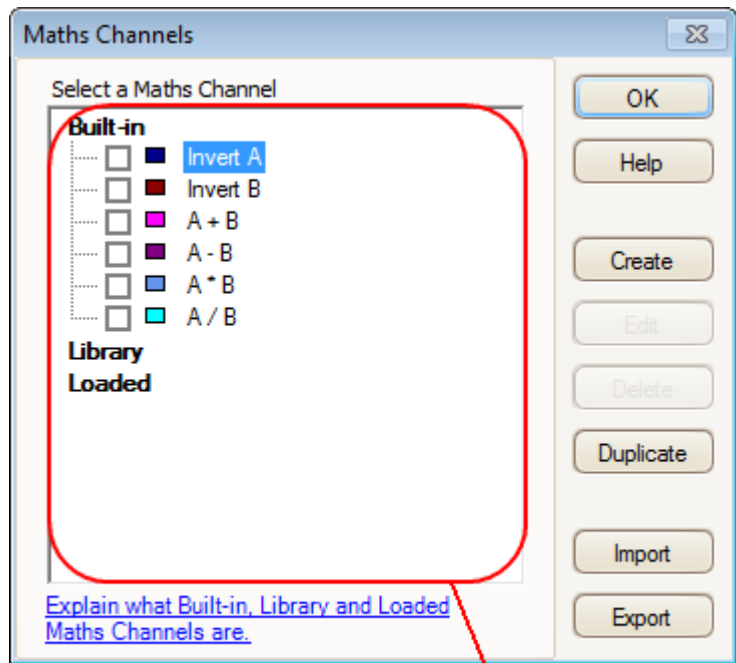 Maths Channels
Select a Maths Channel
Built-in
Invert A
Invert B
A + B
A - B
A * B
A / B
Library
Loaded
Explain what Built-in, Library and Loaded
Maths Channels are.
OK
Help
Create
Edit
Delete
Duplicate
Import
Export